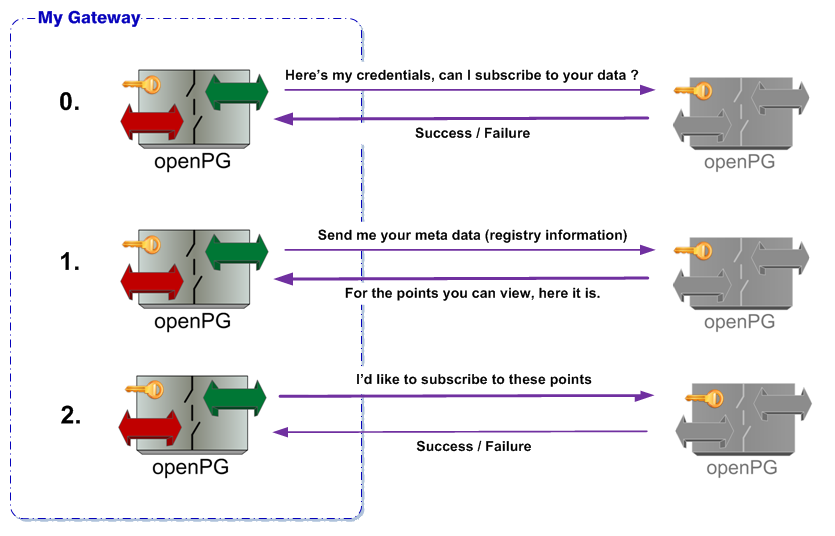 My Gateway
0.
Here's my credentials, can I subscribe to your data ?
Success / Failure
openPG
openPG
1.
Send me your meta data (registry information)
For the points you can view, here it is.
openPG
openPG
2.
I'd like to subscribe to these points
Success / Failure
openPG
openPG